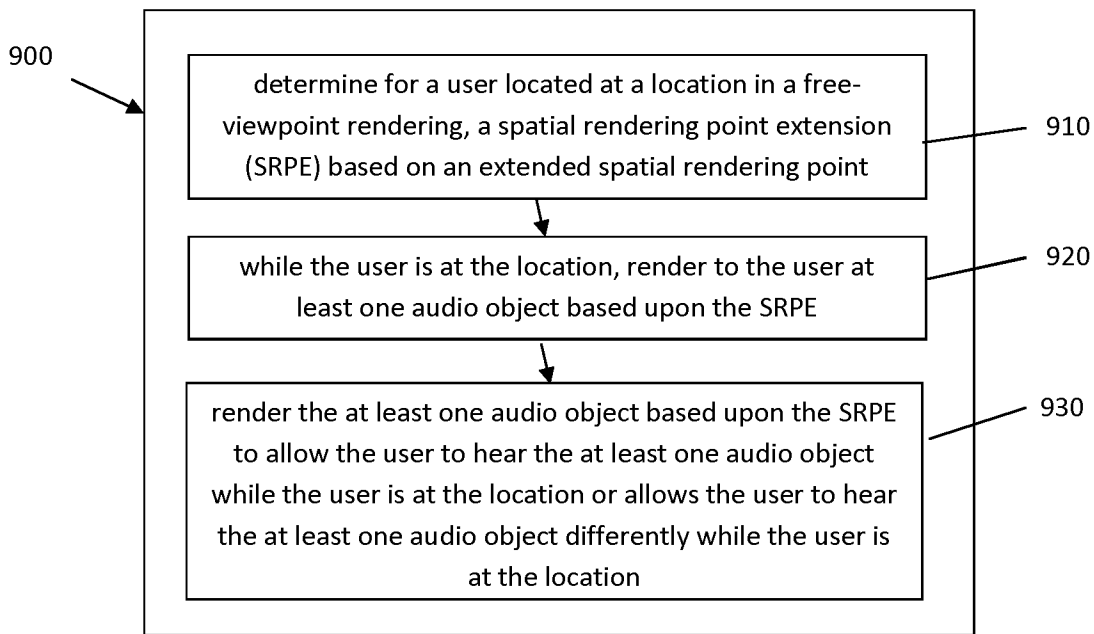 900
determine for a user located at a location in a free-
viewpoint rendering, a spatial rendering point extension
(SRPE) based on an extended spatial rendering point
910
while the user is at the location, render to the user at
least one audio object based upon the SRPE
920
render the at least one audio object based upon the SRPE
to allow the user to hear the at least one audio object
while the user is at the location or allows the user to hear
the at least one audio object differently while the user is
at the location
930